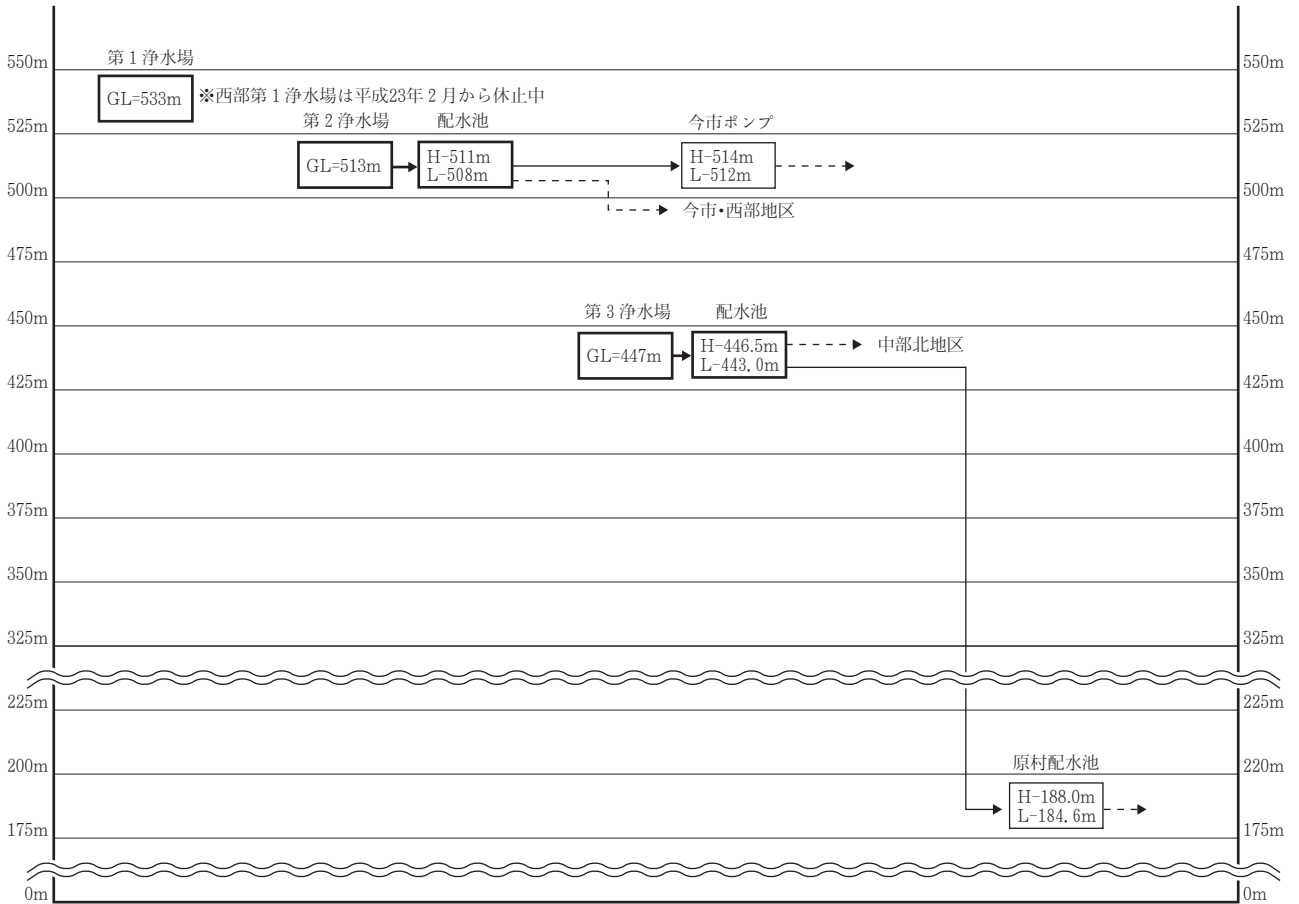 550m
550m
第1浄水場
GL=533m
※西部第1浄水場は平成23年2月から休止中
525m
525m
第2浄水場
配水池
今市ポンプ
GL=513m
H-511m
L-508m
H-514m
L-512m
500m
500m
今市・西部地区
475m
475m
450m
450m
第3浄水場
配水池
GL=447m
H-446.5m
L-443.0m
中部北地区
425m
425m
400m
400m
375m
375m
350m
350m
325m
325m
225m
225m
200m
220m
原村配水池
H-188.0m
L-184.6m
175m
175m
0m
0m